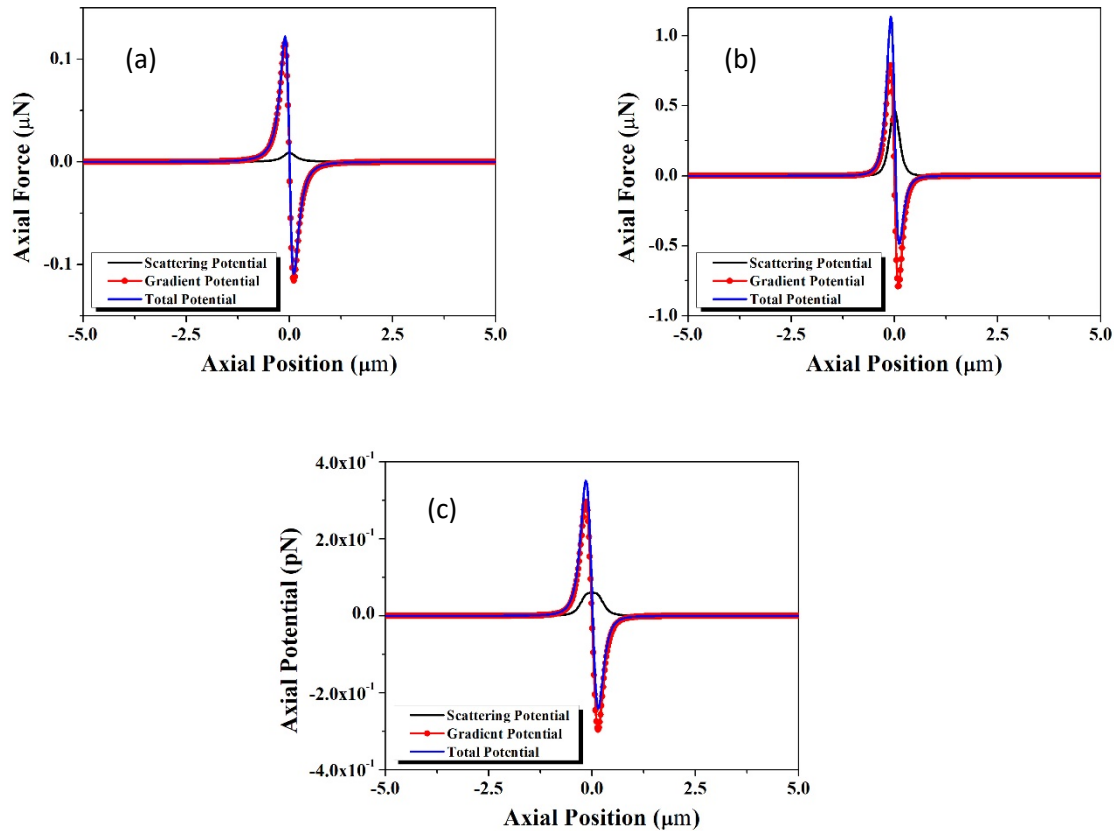 (a)
Axial Force (μN)
0.1
0.0
-0.1
Scattering Potential
Gradient Potential
Total Potential
-5.0 -2.5 0.0 2.5 5.0
Axial Position (μm)
(b)
Axial Force (μN)
1.0
0.5
0.0
-0.5
-1.0
Scattering Potential
Gradient Potential
Total Potential
-5.0 -2.5 0.0 2.5 5.0
Axial Position (μm)
(c)
Axial Potential (pN)
4.0x10⁻¹
2.0x10⁻¹
0.0
-2.0x10⁻¹
-4.0x10⁻¹
Scattering Potential
Gradient Potential
Total Potential
-5.0 -2.5 0.0 2.5 5.0
Axial Position (μm)